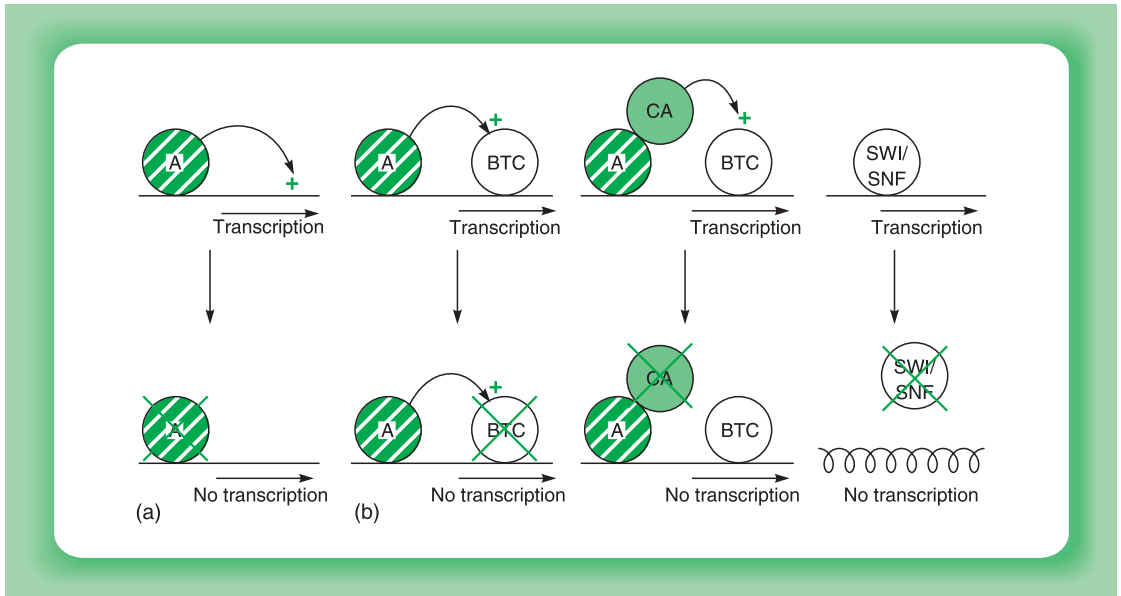 CA
+
A
+
A
+
BTC
A
BTC
SWI/
SNF
Transcription
Transcription
Transcription
Transcription
CA
SWI/
SNF
+
A
A
BTC
A
BTC
No transcription
No transcription
No transcription
No transcription
(a)
(b)